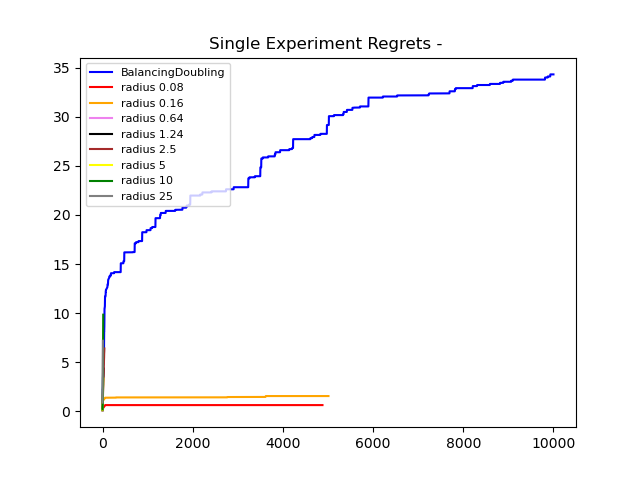 Single Experiment Regrets -
BalancingDoubling
radius 0.08
radius 0.16
radius 0.64
radius 1.24
radius 2.5
radius 5
radius 10
radius 25
35
30
25
20
15
10
5
0
0 2000 4000 6000 8000 10000